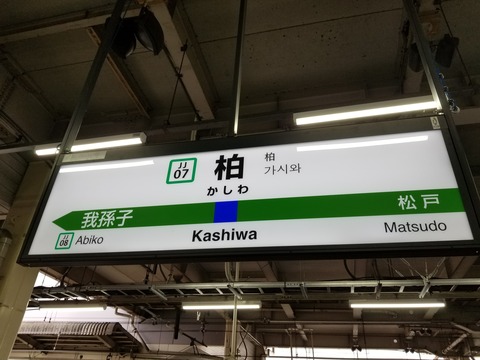 JJ
07
柏
かしわ
柏
가시와
我孫子
松戸
JJ
08
Abiko
Kashiwa
Matsudo